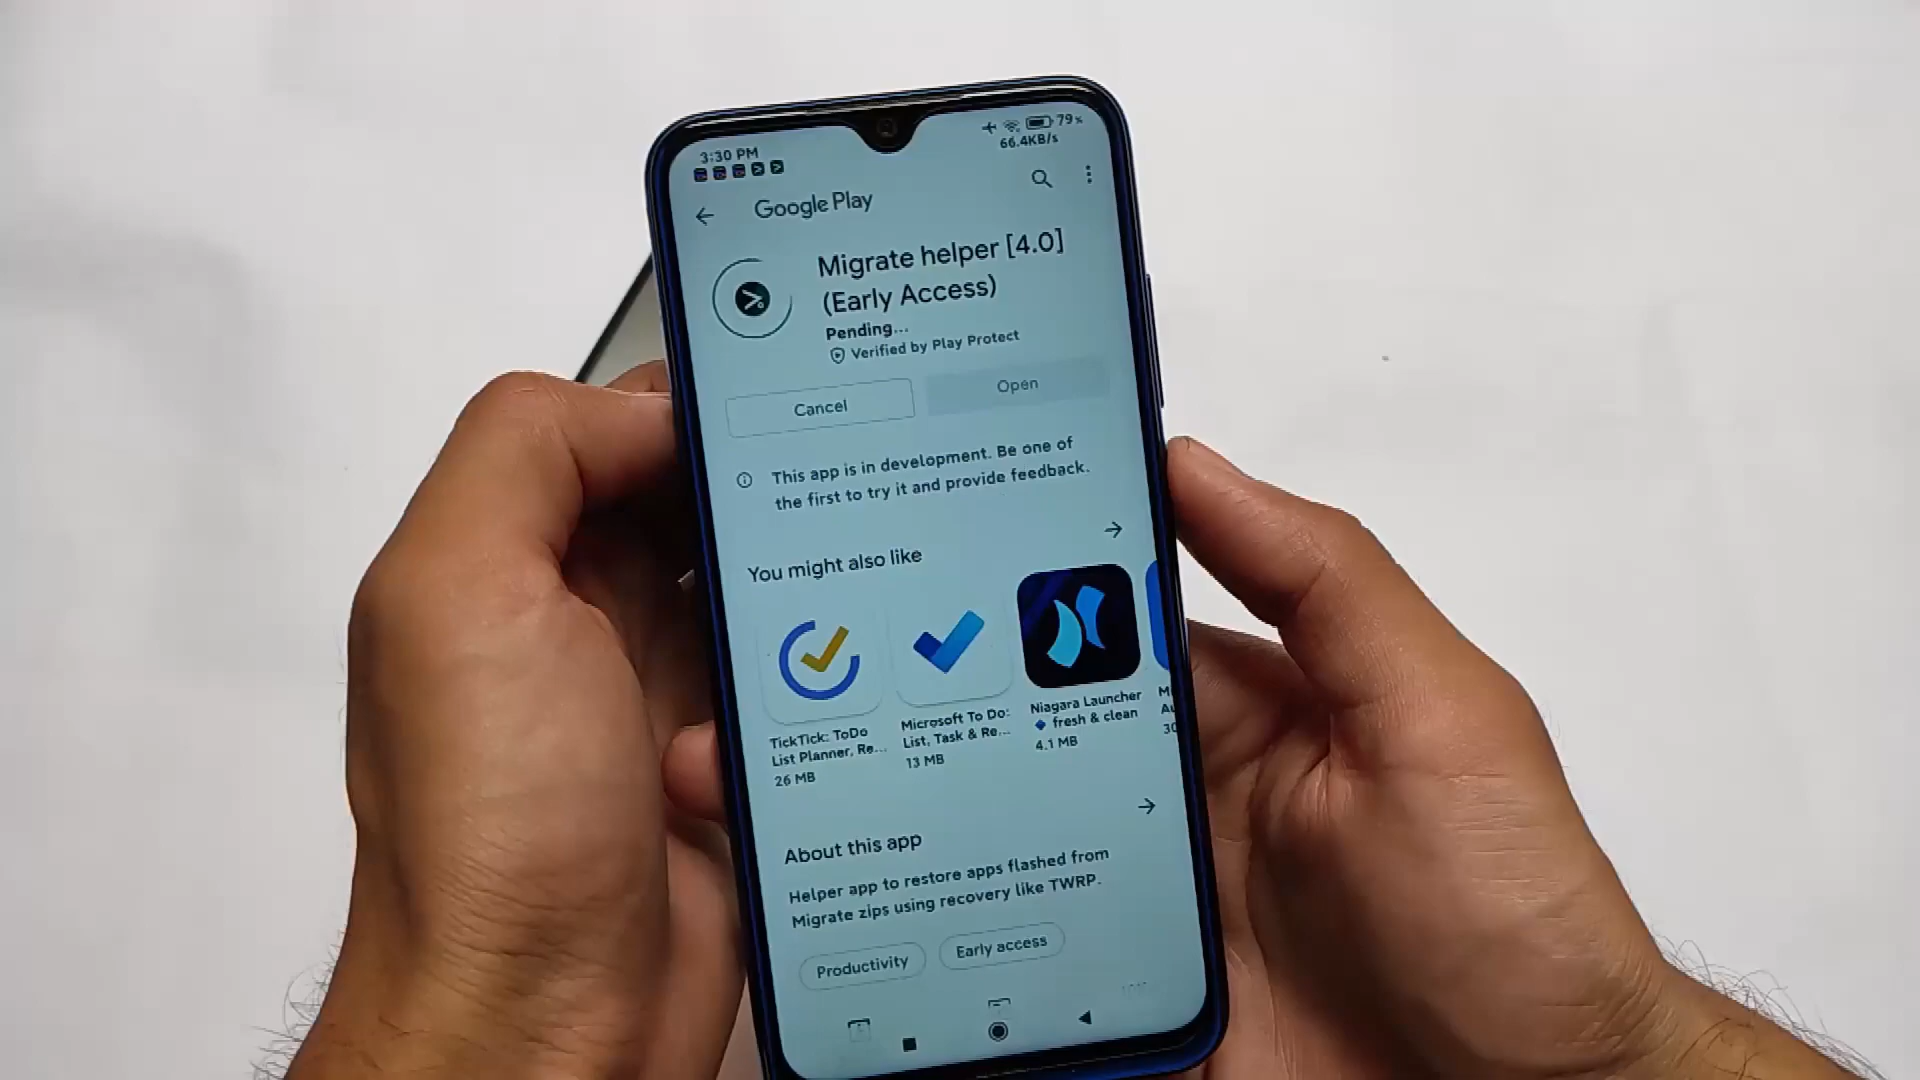 3:30 PM
79%
66.4KB/s
Google Play
Migrate helper [4.0]
(Early Access)
Pending...
Verified by Play Protect
Cancel
Open
This app is in development. Be one of
the first to try it and provide feedback.
You might also like
TickTick: ToDo
List Planner, Re...
26 MB
Microsoft To Do:
List, Task & Re...
13 MB
Niagara Launcher
🔹 fresh & clean
4.1 MB
About this app
Helper app to restore apps flashed from
Migrate zips using recovery like TWRP.
Productivity
Early access